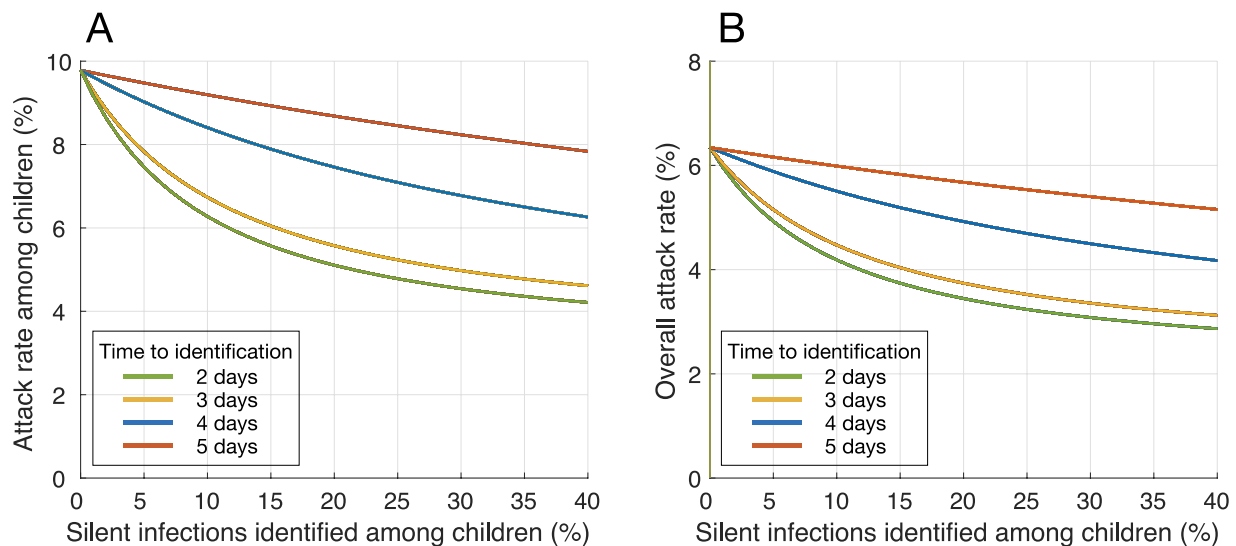 A
Attack rate among children (%)
10
8
6
4
2
0
Time to identification
2 days
3 days
4 days
5 days
0 5 10 15 20 25 30 35 40
Silent infections identified among children (%)
B
Overall attack rate (%)
8
6
4
2
0
Time to identification
2 days
3 days
4 days
5 days
0 5 10 15 20 25 30 35 40
Silent infections identified among children (%)